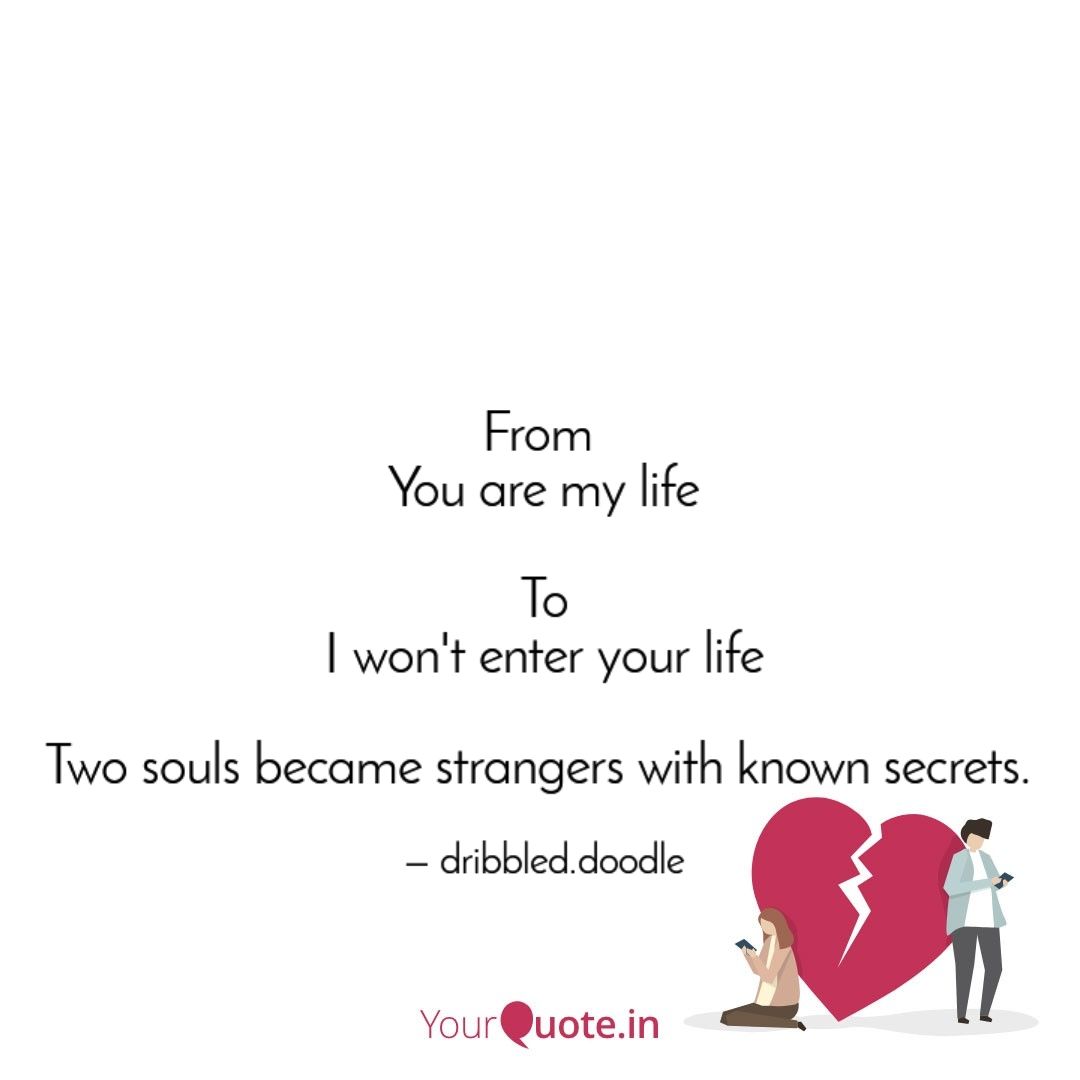 From
You are my life
To
I won't enter your life
Two souls became strangers with known secrets.
– dribbled.doodle
YourQuote.in